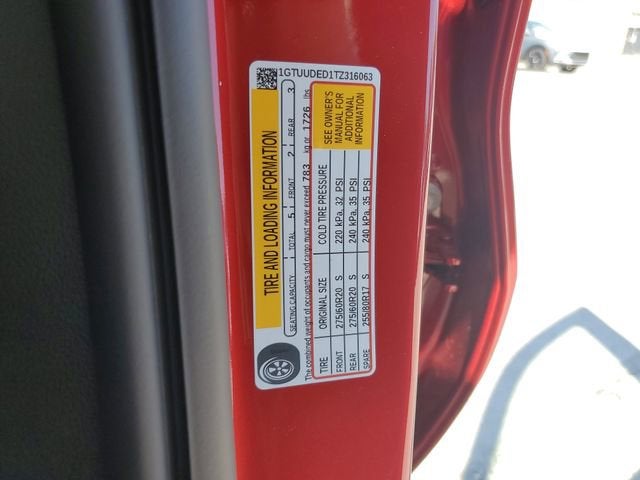 1GTUUDED1TZ316063
TIRE AND LOADING INFORMATION
SEATING CAPACITY TOTAL 5 FRONT 2 REAR 3
The combined weight of occupants and cargo must never exceed 783 kg or 1726 lbs
TIRE ORIGINAL SIZE COLD TIRE PRESSURE
FRONT 275/60R20 S 220 kPa, 32 PSI
REAR 275/60R20 S 240 kPa, 35 PSI
SPARE 255/80R17 S 240 kPa, 35 PSI
SEE OWNER'S
MANUAL FOR
ADDITIONAL
INFORMATION